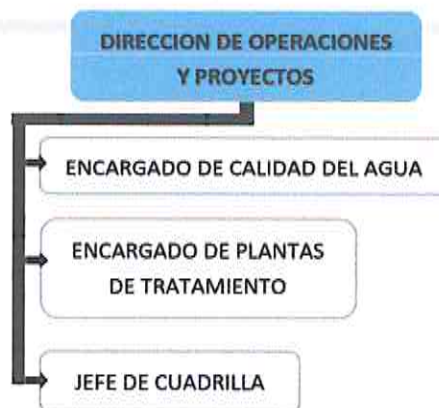 DIRECCION DE OPERACIONES
Y PROYECTOS
ENCARGADO DE CALIDAD DEL AGUA
ENCARGADO DE PLANTAS
DE TRATAMIENTO
JEFE DE CUADRILLA